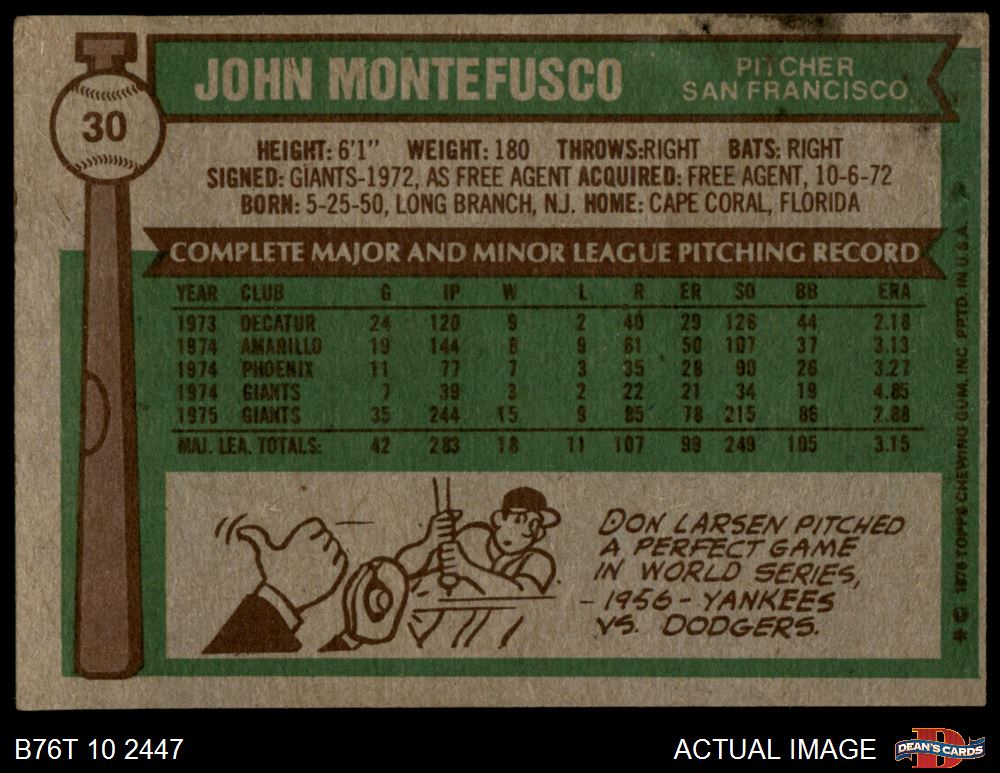 30
JOHN MONTEFUSCO
PITCHER
SAN FRANCISCO
HEIGHT: 6'1" WEIGHT: 180 THROWS:RIGHT BATS: RIGHT
SIGNED: GIANTS-1972, AS FREE AGENT ACQUIRED: FREE AGENT, 10-6-72
BORN: 5-25-50, LONG BRANCH, N.J. HOME: CAPE CORAL, FLORIDA
COMPLETE MAJOR AND MINOR LEAGUE PITCHING RECORD
YEAR CLUB G IP W L R ER SO BB ERA
1973 DECATUR 24 120 9 2 40 29 126 44 2.18
1974 AMARILLO 19 144 8 9 61 50 107 37 3.13
1974 PHOENIX 11 77 7 3 35 28 90 26 3.27
1974 GIANTS 7 39 3 2 22 21 34 19 4.85
1975 GIANTS 35 244 15 9 85 78 215 86 2.88
MAJ. LEA. TOTALS: 42 283 18 11 107 99 249 105 3.15
DON LARSEN PITCHED
A PERFECT GAME
IN WORLD SERIES,
-1956- YANKEES
VS. DODGERS.
* © 1976 TOPPS CHEWING GUM, INC. PRTD. IN U.S.A.
B76T 10 2447
ACTUAL IMAGE
D
DEAN'S CARDS